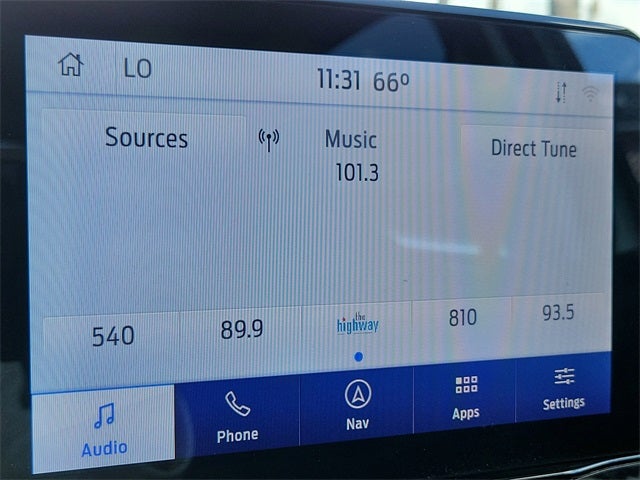 LO 11:31 66°
Sources Music Direct Tune
101.3
540 89.9 the highway 810 93.5
Audio Phone Nav Apps Settings